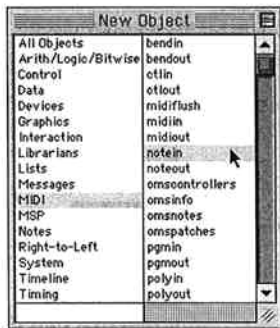 New Object
All Objects
Arith/Logic/Bitwise
Control
Data
Devices
Graphics
Interaction
Librarians
Lists
Messages
MIDI
MSP
Notes
Right-to-Left
System
Timeline
Timing
bendin
bendout
ctlin
ctlout
midiflush
midiin
midiout
notein
noteout
omscontrollers
omsinfo
omsnotes
omspatches
pgmin
pgmout
polyin
polyout